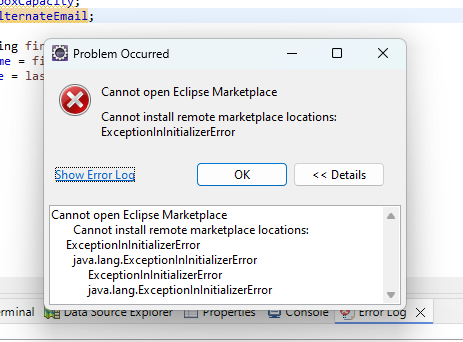 oxCapacity;
lternateEmail;
ing fir
me = fi
e = las
Problem Occurred
Cannot open Eclipse Marketplace
Cannot install remote marketplace locations:
ExceptionInInitializerError
Show Error Log
OK
<< Details
Cannot open Eclipse Marketplace
Cannot install remote marketplace locations:
ExceptionInInitializerError
java.lang.ExceptionInInitializerError
ExceptionInInitializerError
java.lang.ExceptionInInitializerError
rminal
Data Source Explorer
Properties
Console
Error Log